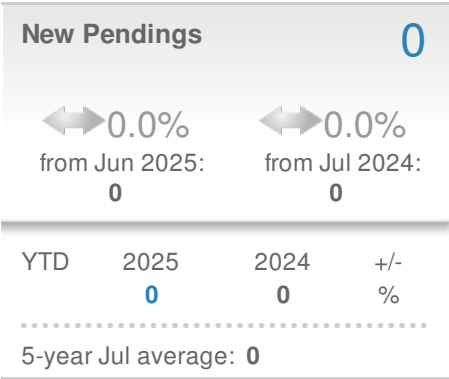 New Pendings 0
0.0% 0.0%
from Jun 2025: from Jul 2024:
0 0
YTD 2025 2024 +/-
0 0 %
5-year Jul average: 0